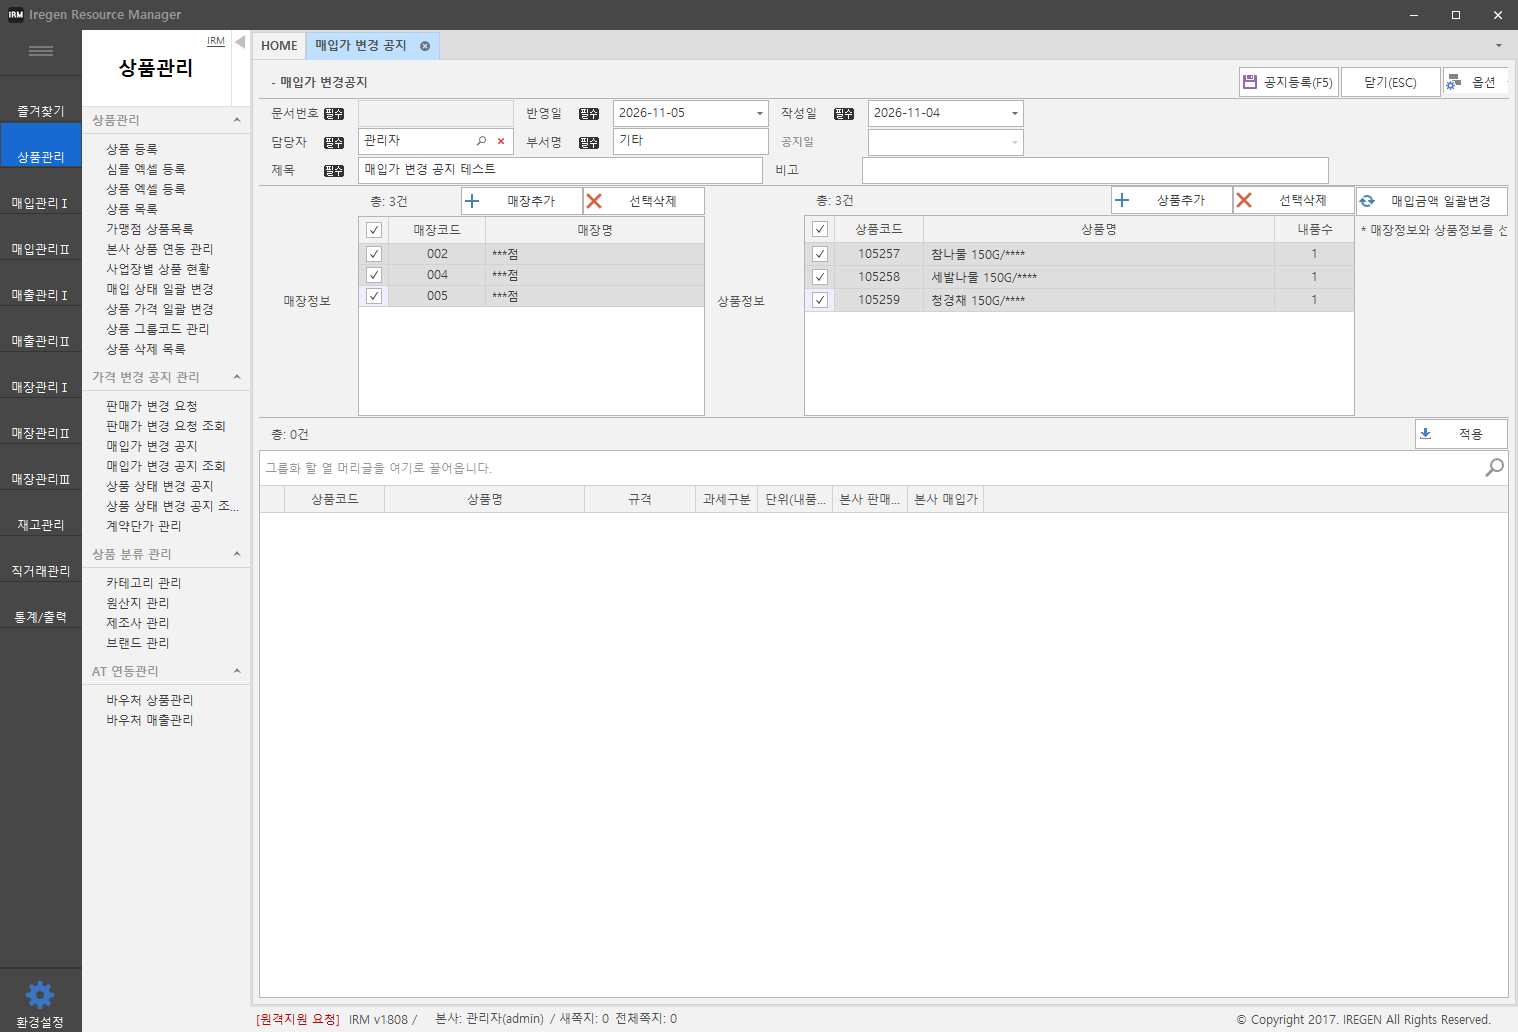 IRM Iregen Resource Manager
즐겨찾기
상품관리
매입관리Ⅰ
매입관리Ⅱ
매출관리Ⅰ
매출관리Ⅱ
매장관리Ⅰ
매장관리Ⅱ
매장관리Ⅲ
재고관리
직거래관리
통계/출력
환경설정
IRM
상품관리
상품관리
상품 등록
심플 엑셀 등록
상품 엑셀 등록
상품 목록
가맹점 상품목록
본사 상품 연동 관리
사업장별 상품 현황
매입 상태 일괄 변경
상품 가격 일괄 변경
상품 그룹코드 관리
상품 삭제 목록
가격 변경 공지 관리
판매가 변경 요청
판매가 변경 요청 조회
매입가 변경 공지
매입가 변경 공지 조회
상품 상태 변경 공지
상품 상태 변경 공지 조...
계약단가 관리
상품 분류 관리
카테고리 관리
원산지 관리
제조사 관리
브랜드 관리
AT 연동관리
바우처 상품관리
바우처 매출관리
HOME 매입가 변경 공지
- 매입가 변경공지 공지등록(F5) 닫기(ESC) 옵션
문서번호 필수 반영일 필수 2026-11-05 작성일 필수 2026-11-04
담당자 필수 관리자 부서명 필수 기타 공지일
제목 필수 매입가 변경 공지 테스트 비고
총: 3건 매장추가 선택삭제 총: 3건 상품추가 선택삭제 매입금액 일괄변경
매장정보
매장코드 매장명
002 ***점
004 ***점
005 ***점
상품정보
상품코드 상품명 내품수
105257 참나물 150G/**** 1
105258 세발나물 150G/**** 1
105259 청경채 150G/**** 1
* 매장정보와 상품정보를 선
총: 0건 적용
그룹화 할 열 머리글을 여기로 끌어옵니다.
상품코드 상품명 규격 과세구분 단위(내품... 본사 판매... 본사 매입가
[원격지원 요청] IRM v1808 / 본사: 관리자(admin) / 새쪽지: 0 전체쪽지: 0 © Copyright 2017. IREGEN All Rights Reserved.